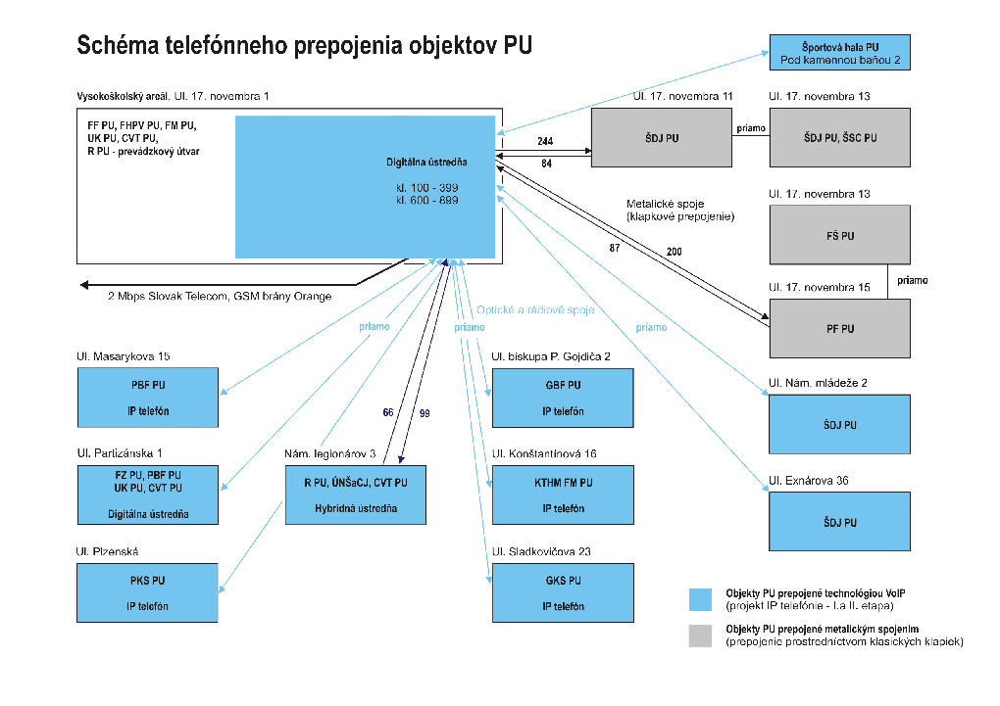 Schéma telefónneho prepojenia objektov PU
Športová hala PU
Pod kamennou baňou 2
Vysokoškolský areál, Ul. 17. novembra 1
FF PU, FHPV PU, FM PU,
UK PU, CVT PU,
R PU - prevádzkový útvar
Digitálna ústredňa
kl. 100 - 399
kl. 600 - 899
244
84
Ul. 17. novembra 11
ŠDJ PU
priamo
Ul. 17. novembra 13
ŠDJ PU, ŠSC PU
Metalické spoje
(klapkové prepojenie)
87
200
Ul. 17. novembra 13
FŠ PU
priamo
Ul. 17. novembra 15
PF PU
2 Mbps Slovak Telecom, GSM brány Orange
Optické a rádiové spoje
priamo
priamo
priamo
Ul. Masarykova 15
PBF PU
IP telefón
Ul. biskupa P. Gojdiča 2
GBF PU
IP telefón
Ul. Nám. mládeže 2
ŠDJ PU
66
99
Ul. Partizánska 1
FZ PU, PBF PU
UK PU, CVT PU
Digitálna ústredňa
Nám. legionárov 3
R PU, ÚNŠaCJ, CVT PU
Hybridná ústredňa
Ul. Konštantínová 16
KTHM FM PU
IP telefón
Ul. Exnárova 36
ŠDJ PU
Ul. Plzenská
PKS PU
IP telefón
Ul. Sladkovičova 23
GKS PU
IP telefón
Objekty PU prepojené technológiou VoIP
(projekt IP telefónie - I.a II. etapa)
Objekty PU prepojené metalickým spojením
(prepojenie prostredníctvom klasických klapiek)